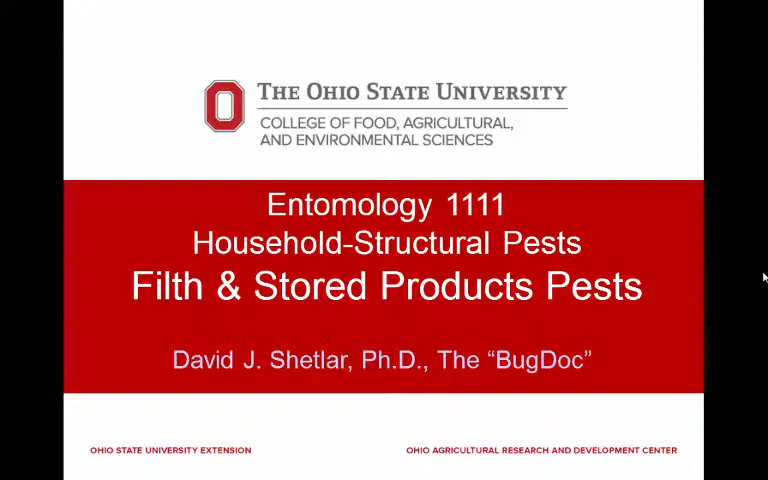 THE OHIO STATE UNIVERSITY
COLLEGE OF FOOD, AGRICULTURAL,
AND ENVIRONMENTAL SCIENCES
Entomology 1111
Household-Structural Pests
Filth & Stored Products Pests
David J. Shetlar, Ph.D., The “BugDoc”
OHIO STATE UNIVERSITY EXTENSION
OHIO AGRICULTURAL RESEARCH AND DEVELOPMENT CENTER